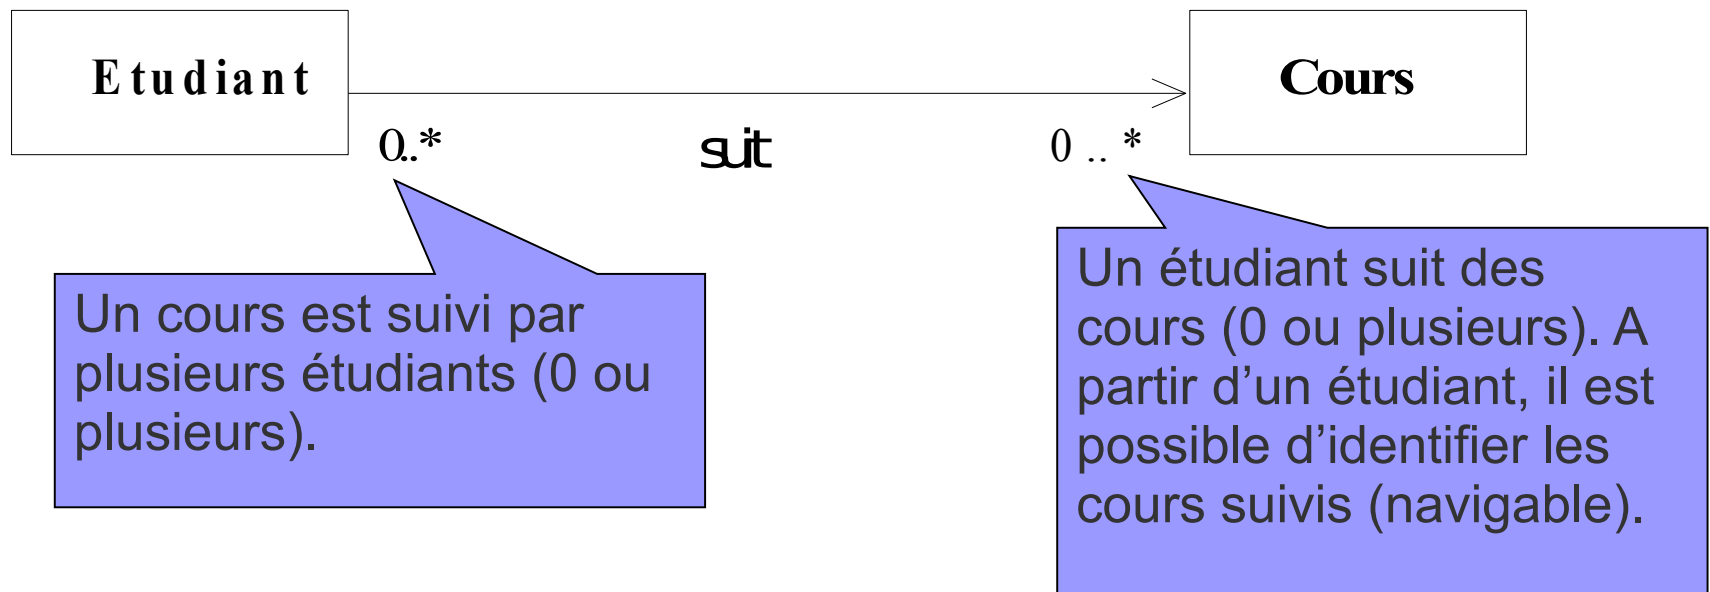 Etudiant
Cours
0..*
suit
0 .. *
Un cours est suivi par
plusieurs étudiants (0 ou
plusieurs).
Un étudiant suit des
cours (0 ou plusieurs). A
partir d’un étudiant, il est
possible d’identifier les
cours suivis (navigable).